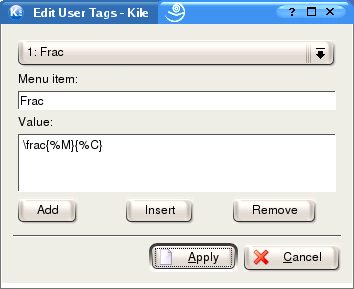 Edit User Tags - Kile
1: Frac
Menu item:
Frac
Value:
\frac{%M}{%C}
Add Insert Remove
Apply Cancel